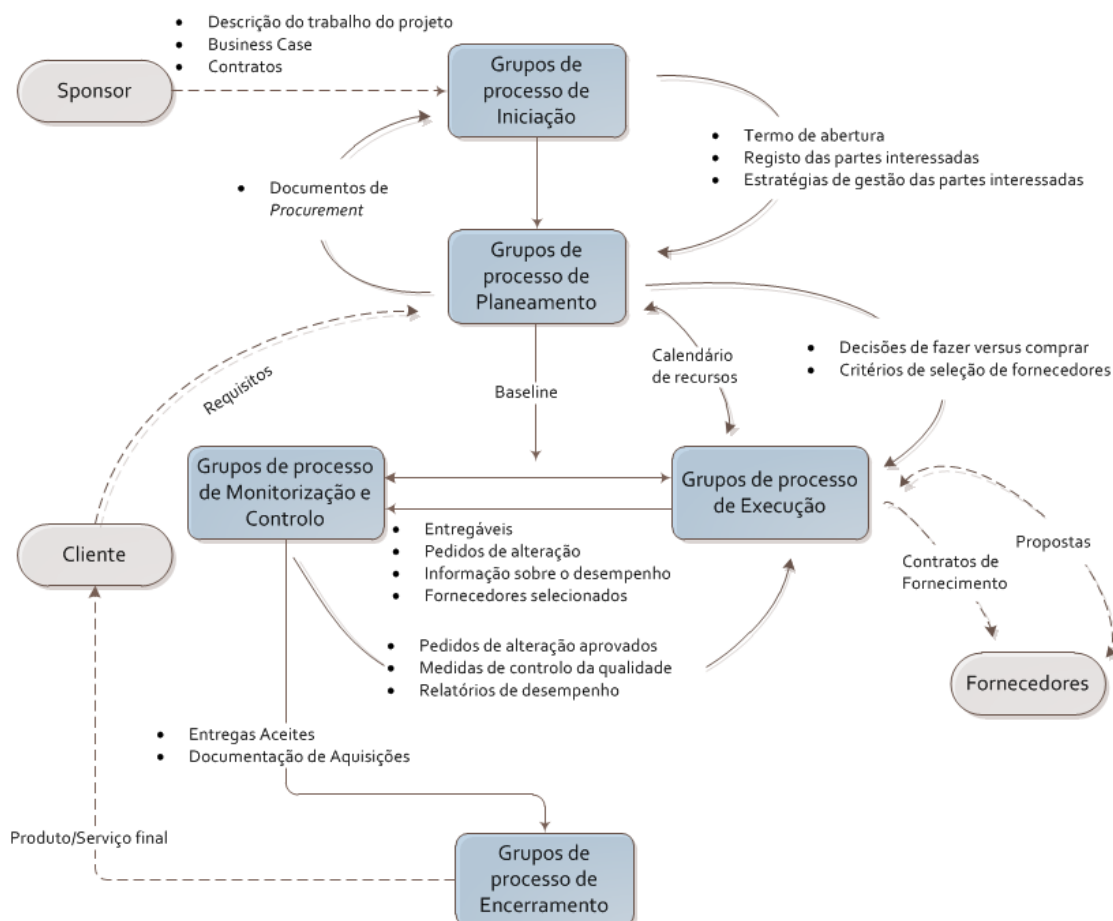 • Descrição do trabalho do projeto
• Business Case
• Contratos
Sponsor
Grupos de
processo de
Iniciação
• Termo de abertura
• Registo das partes interessadas
• Estratégias de gestão das partes interessadas
• Documentos de
Procurement
Grupos de
processo de
Planeamento
• Decisões de fazer versus comprar
• Critérios de seleção de fornecedores
Calendário
de recursos
Requisitos
Baseline
Grupos de processo
de Monitorização e
Controlo
Grupos de processo
de Execução
• Entregáveis
• Pedidos de alteração
• Informação sobre o desempenho
• Fornecedores selecionados
Cliente
Propostas
Contratos de
Fornecimento
• Pedidos de alteração aprovados
• Medidas de controlo da qualidade
• Relatórios de desempenho
Fornecedores
• Entregas Aceites
• Documentação de Aquisições
Produto/Serviço final
Grupos de
processo de
Encerramento